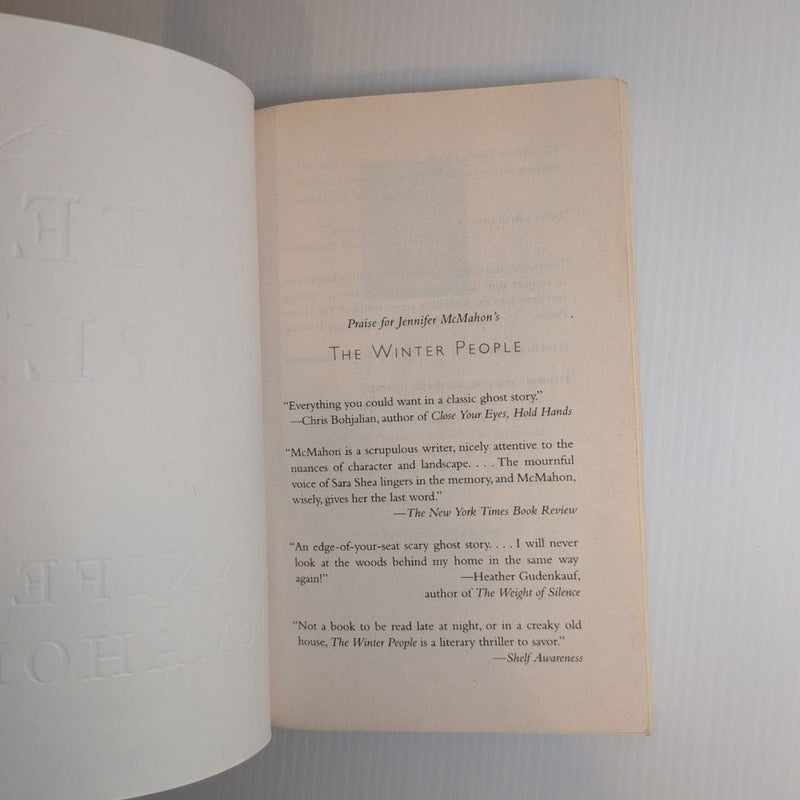 Praise for Jennifer McMahon's
THE WINTER PEOPLE
“Everything you could want in a classic ghost story.”
—Chris Bohjalian, author of Close Your Eyes, Hold Hands
“McMahon is a scrupulous writer, nicely attentive to the
nuances of character and landscape. . . . The mournful
voice of Sara Shea lingers in the memory, and McMahon,
wisely, gives her the last word.”
—The New York Times Book Review
“An edge-of-your-seat scary ghost story. . . . I will never
look at the woods behind my home in the same way
again!” —Heather Gudenkauf,
author of The Weight of Silence
“Not a book to be read late at night, or in a creaky old
house, The Winter People is a literary thriller to savor.”
—Shelf Awareness